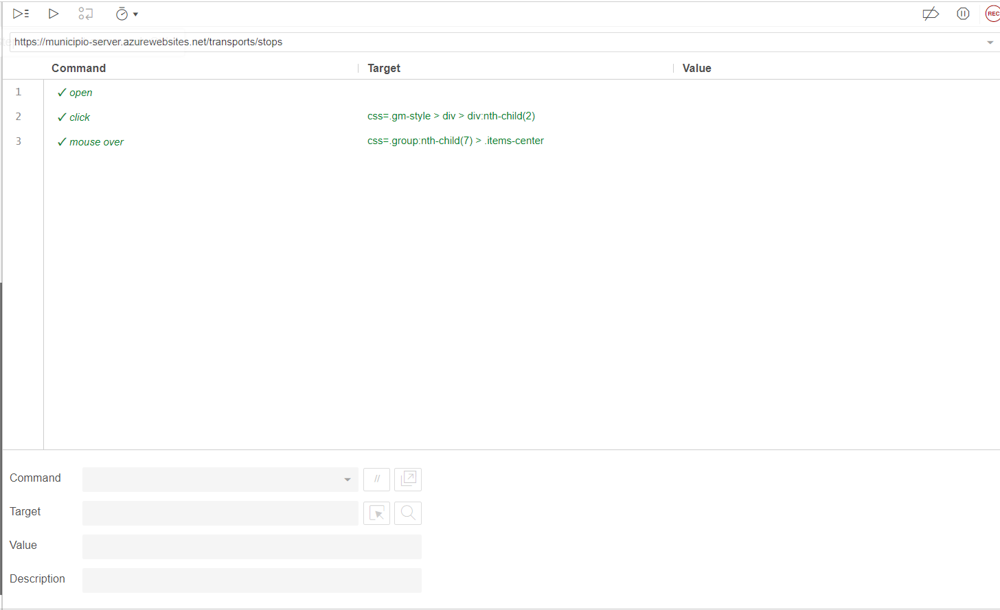 REC
https://municipio-server.azurewebsites.net/transports/stops
Command Target Value
1 ✓ open
2 ✓ click css=.gm-style > div > div:nth-child(2)
3 ✓ mouse over css=.group:nth-child(7) > .items-center
Command //
Target
Value
Description